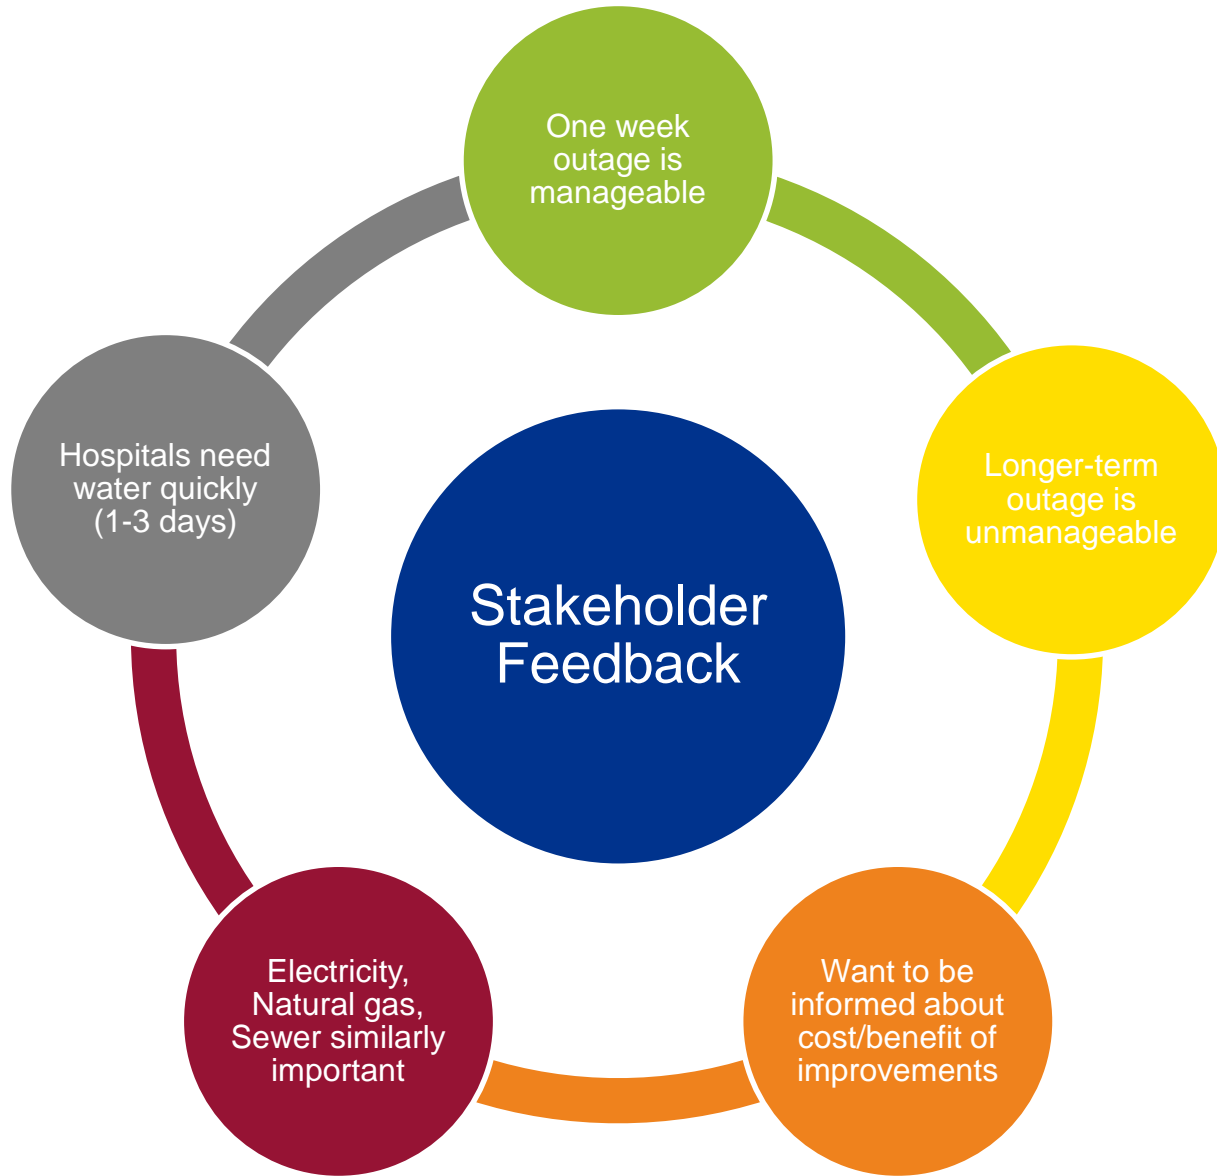 One week
outage is
manageable
Longer-term
outage is
unmanageable
Want to be
informed about
cost/benefit of
improvements
Electricity,
Natural gas,
Sewer similarly
important
Hospitals need
water quickly
(1-3 days)
Stakeholder
Feedback